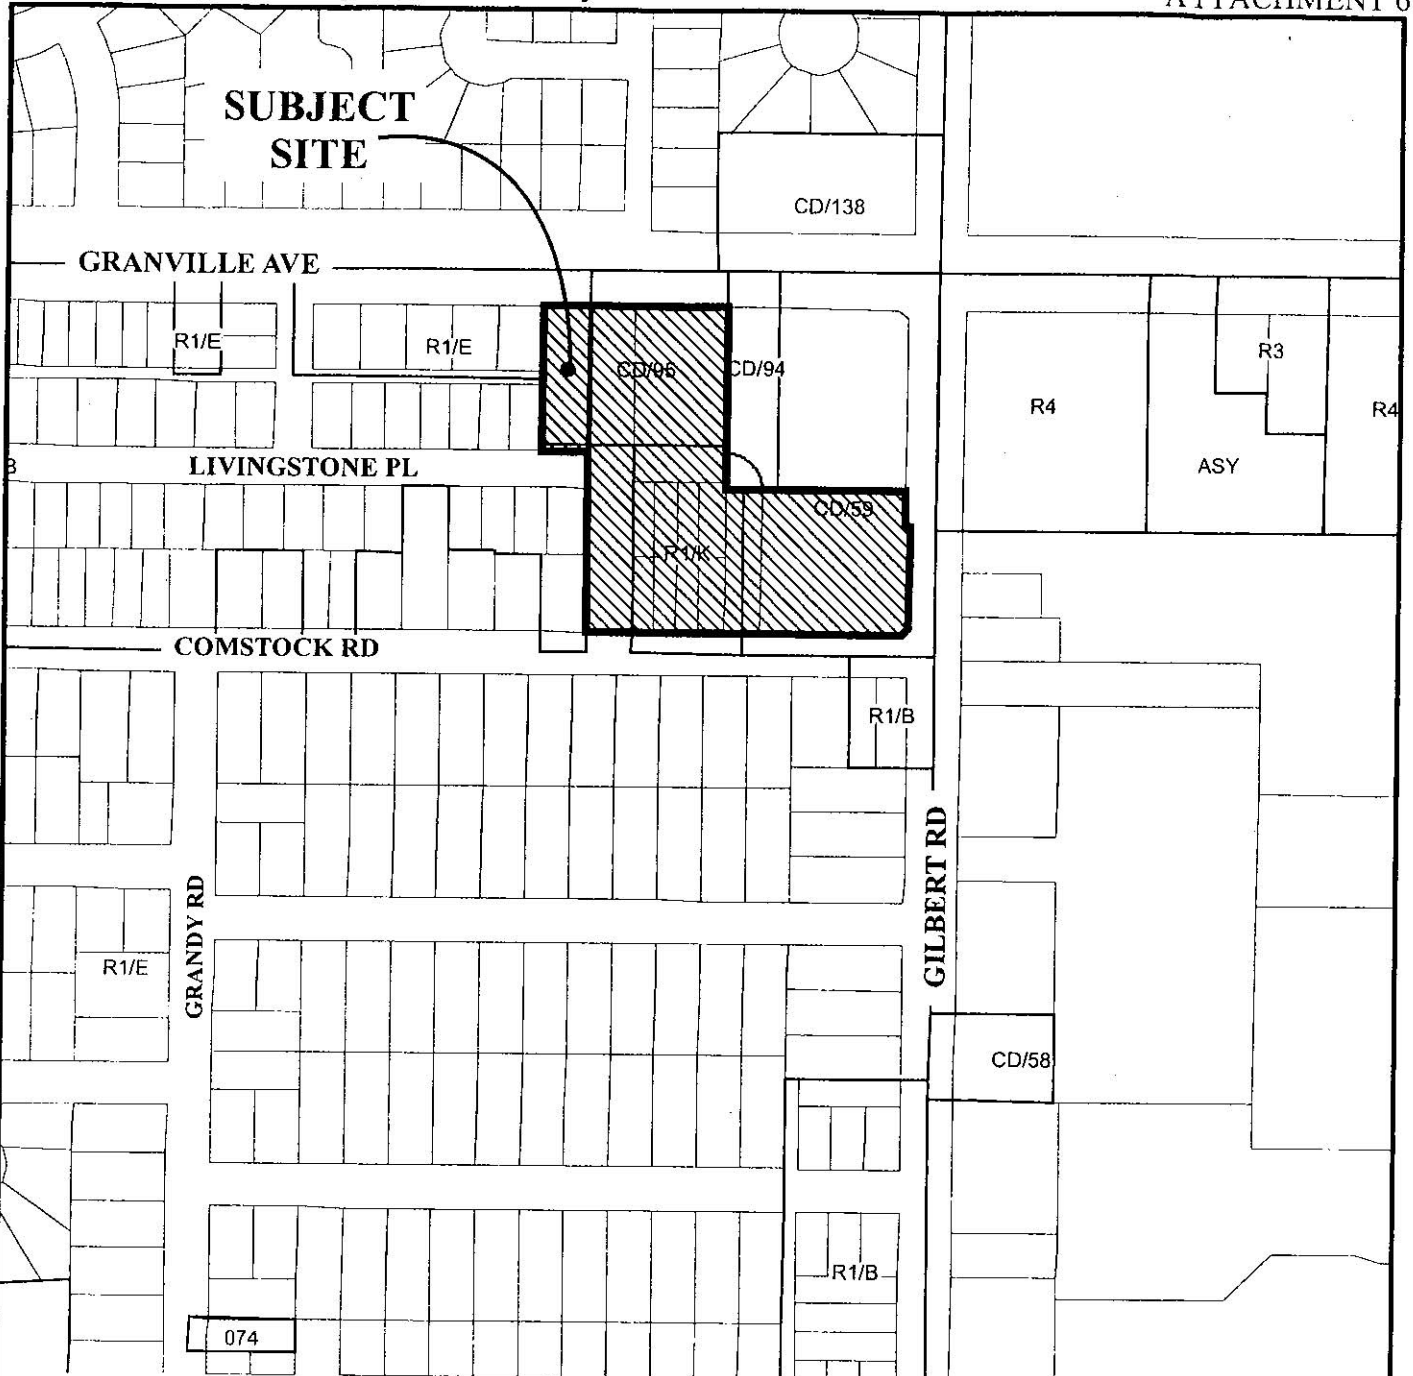 ATTACHMENT 6
SUBJECT
SITE
CD/138
GRANVILLE AVE
R1/E
R1/E
CD/95
CD/94
R3
R4
R4
ASY
B
LIVINGSTONE PL
CD/59
R1/K
COMSTOCK RD
R1/B
GILBERT RD
GRANDY RD
R1/E
CD/58
R1/B
074